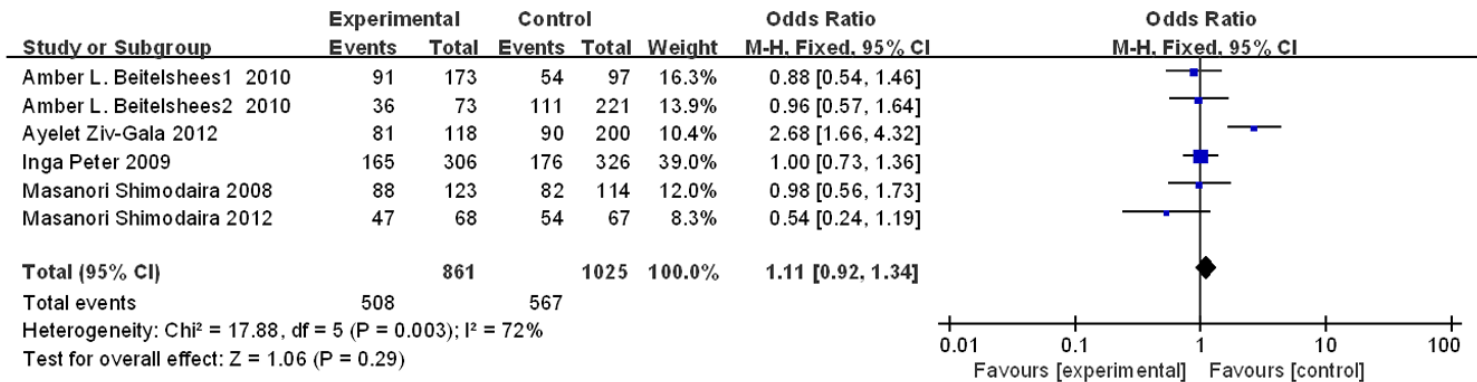 Experimental Control Odds Ratio Odds Ratio
Study or Subgroup Events Total Events Total Weight M-H, Fixed, 95% CI M-H, Fixed, 95% CI
Amber L. Beitelshees1 2010 91 173 54 97 16.3% 0.88 [0.54, 1.46]
Amber L. Beitelshees2 2010 36 73 111 221 13.9% 0.96 [0.57, 1.64]
Ayelet Ziv-Gala 2012 81 118 90 200 10.4% 2.68 [1.66, 4.32]
Inga Peter 2009 165 306 176 326 39.0% 1.00 [0.73, 1.36]
Masanori Shimodaira 2008 88 123 82 114 12.0% 0.98 [0.56, 1.73]
Masanori Shimodaira 2012 47 68 54 67 8.3% 0.54 [0.24, 1.19]
Total (95% CI) 861 1025 100.0% 1.11 [0.92, 1.34]
Total events 508 567
Heterogeneity: Chi² = 17.88, df = 5 (P = 0.003); I² = 72%
Test for overall effect: Z = 1.06 (P = 0.29)
0.01 0.1 1 10 100
Favours [experimental] Favours [control]